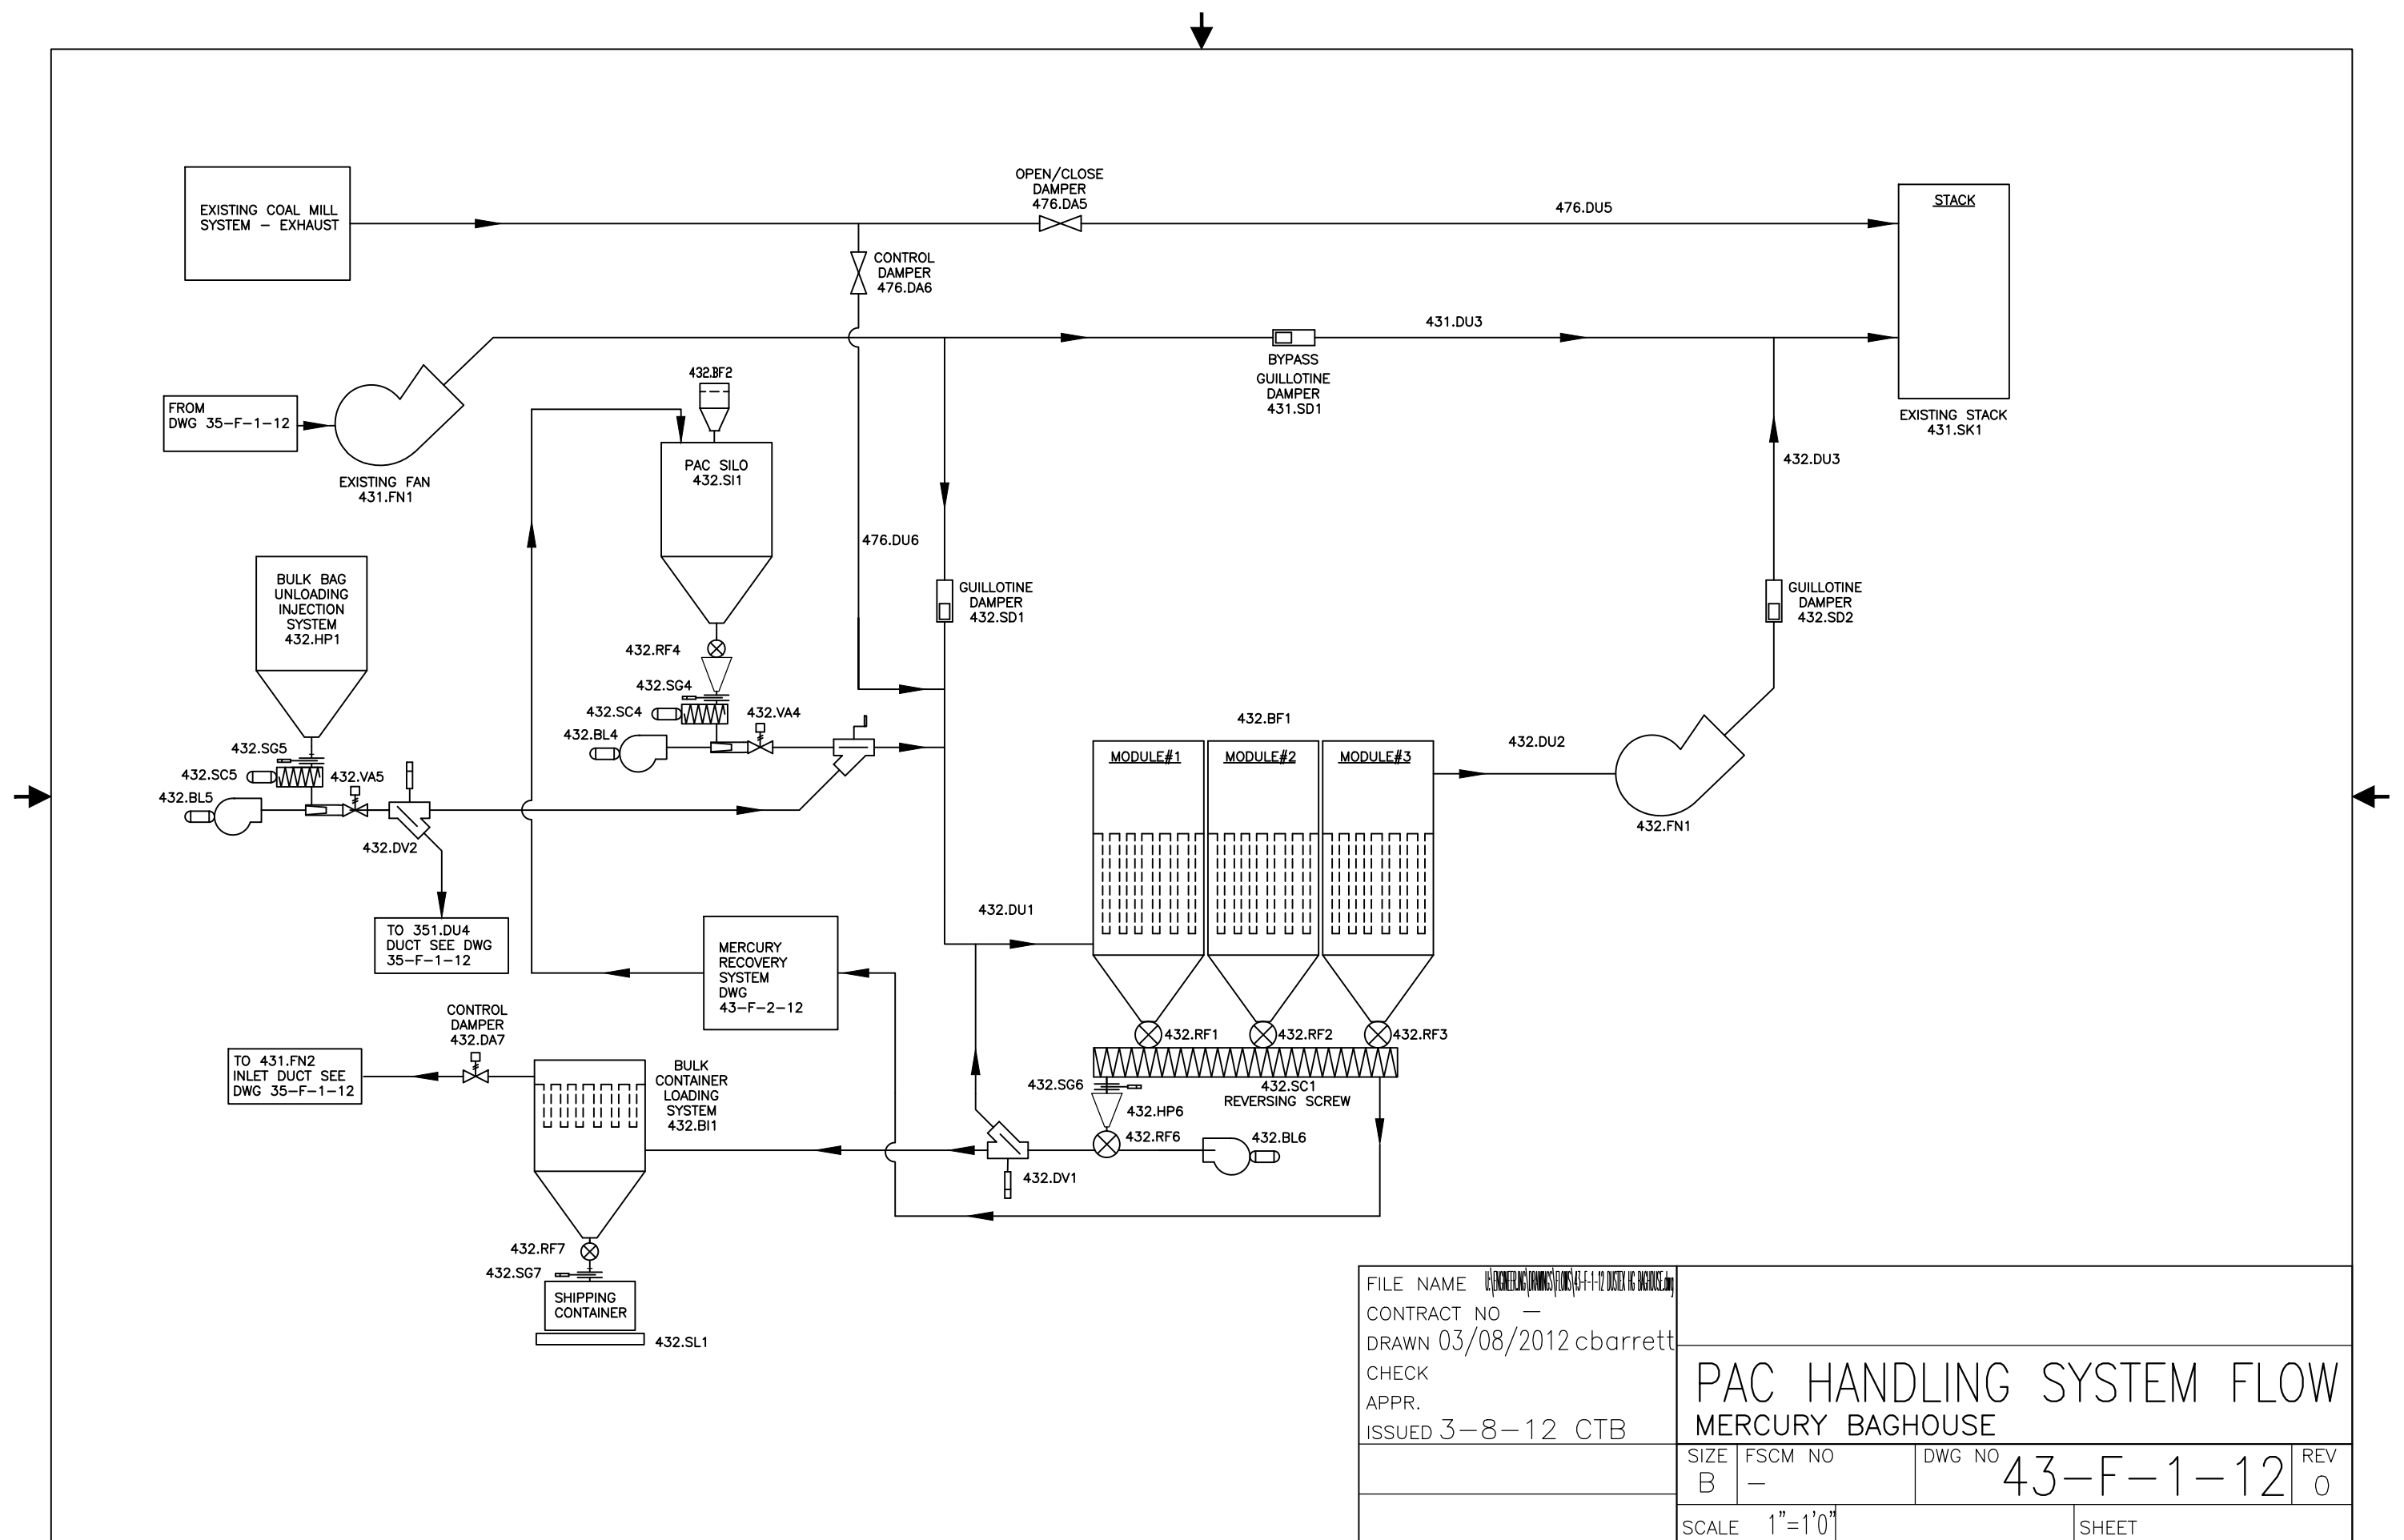 EXISTING COAL MILL
SYSTEM – EXHAUST
OPEN/CLOSE
DAMPER
476.DA5
476.DU5
STACK
CONTROL
DAMPER
476.DA6
431.DU3
BYPASS
GUILLOTINE
DAMPER
431.SD1
EXISTING STACK
431.SK1
FROM
DWG 35-F-1-12
EXISTING FAN
431.FN1
432.BF2
PAC SILO
432.SI1
432.DU3
476.DU6
BULK BAG
UNLOADING
INJECTION
SYSTEM
432.HP1
GUILLOTINE
DAMPER
432.SD1
GUILLOTINE
DAMPER
432.SD2
432.RF4
432.SG4
432.SC4
432.VA4
432.BL4
432.SG5
432.SC5
432.VA5
432.BL5
432.DV2
432.BF1
MODULE#1
MODULE#2
MODULE#3
432.DU2
432.FN1
TO 351.DU4
DUCT SEE DWG
35-F-1-12
MERCURY
RECOVERY
SYSTEM
DWG
43-F-2-12
432.DU1
432.RF1
432.RF2
432.RF3
CONTROL
DAMPER
432.DA7
TO 431.FN2
INLET DUCT SEE
DWG 35-F-1-12
BULK
CONTAINER
LOADING
SYSTEM
432.BI1
432.SG6
432.SC1
REVERSING SCREW
432.HP6
432.RF6
432.BL6
432.DV1
432.RF7
432.SG7
SHIPPING
CONTAINER
432.SL1
FILE NAME
CONTRACT NO –
DRAWN 03/08/2012 cbarrett
CHECK
APPR.
ISSUED 3-8-12 CTB
PAC HANDLING SYSTEM FLOW
MERCURY BAGHOUSE
SIZE B
FSCM NO –
DWG NO 43-F-1-12
REV 0
SCALE 1"=1'0"
SHEET